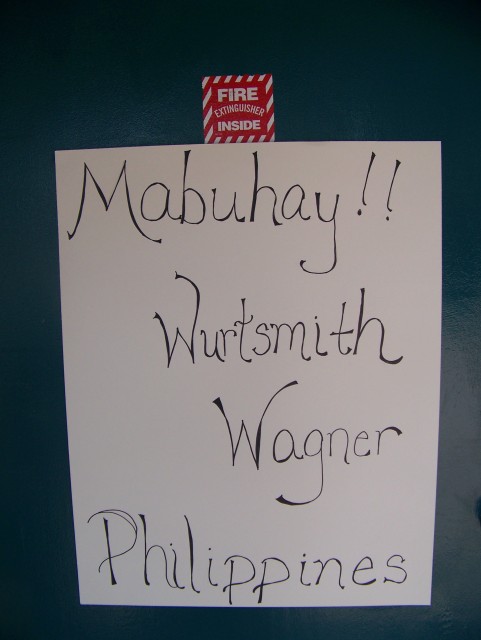 FIRE
EXTINGUISHER
INSIDE
Mabuhay!!
Wurtsmith
Wagner
Philippines